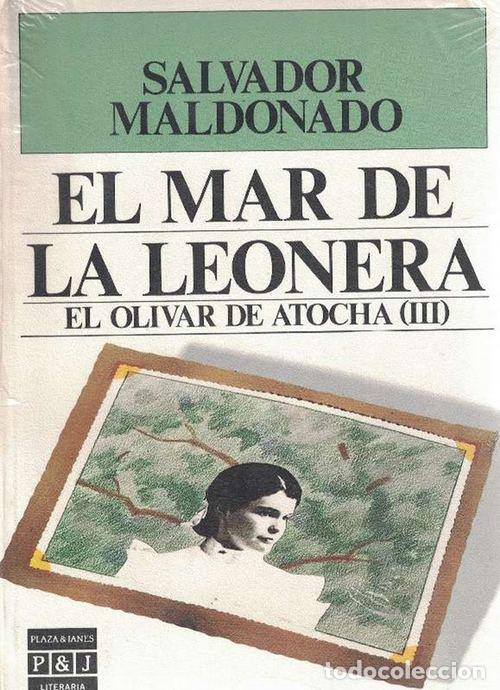 SALVADOR
MALDONADO
EL MAR DE
LA LEONERA
EL OLIVAR DE ATOCHA (III)
PLAZA & JANES
P & J
LITERARIA
todocoleccion